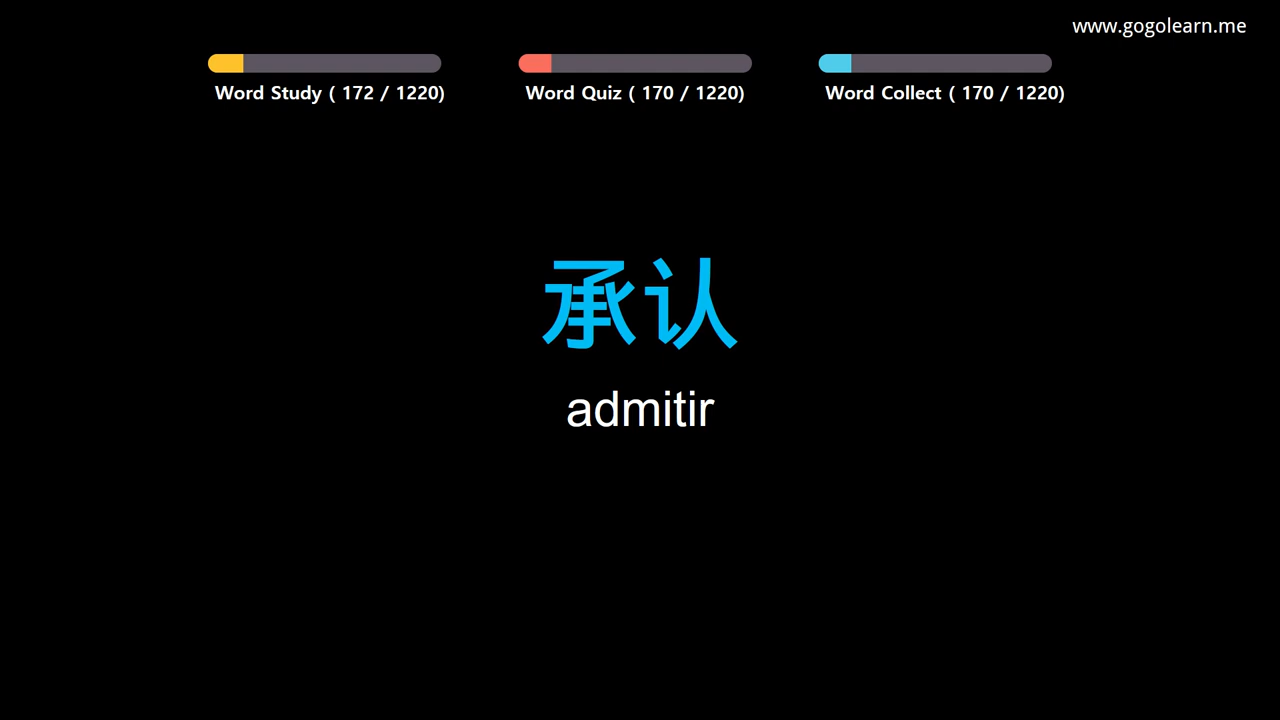 www.gogolearn.me
Word Study ( 172 / 1220)
Word Quiz ( 170 / 1220)
Word Collect ( 170 / 1220)
承认
admitir